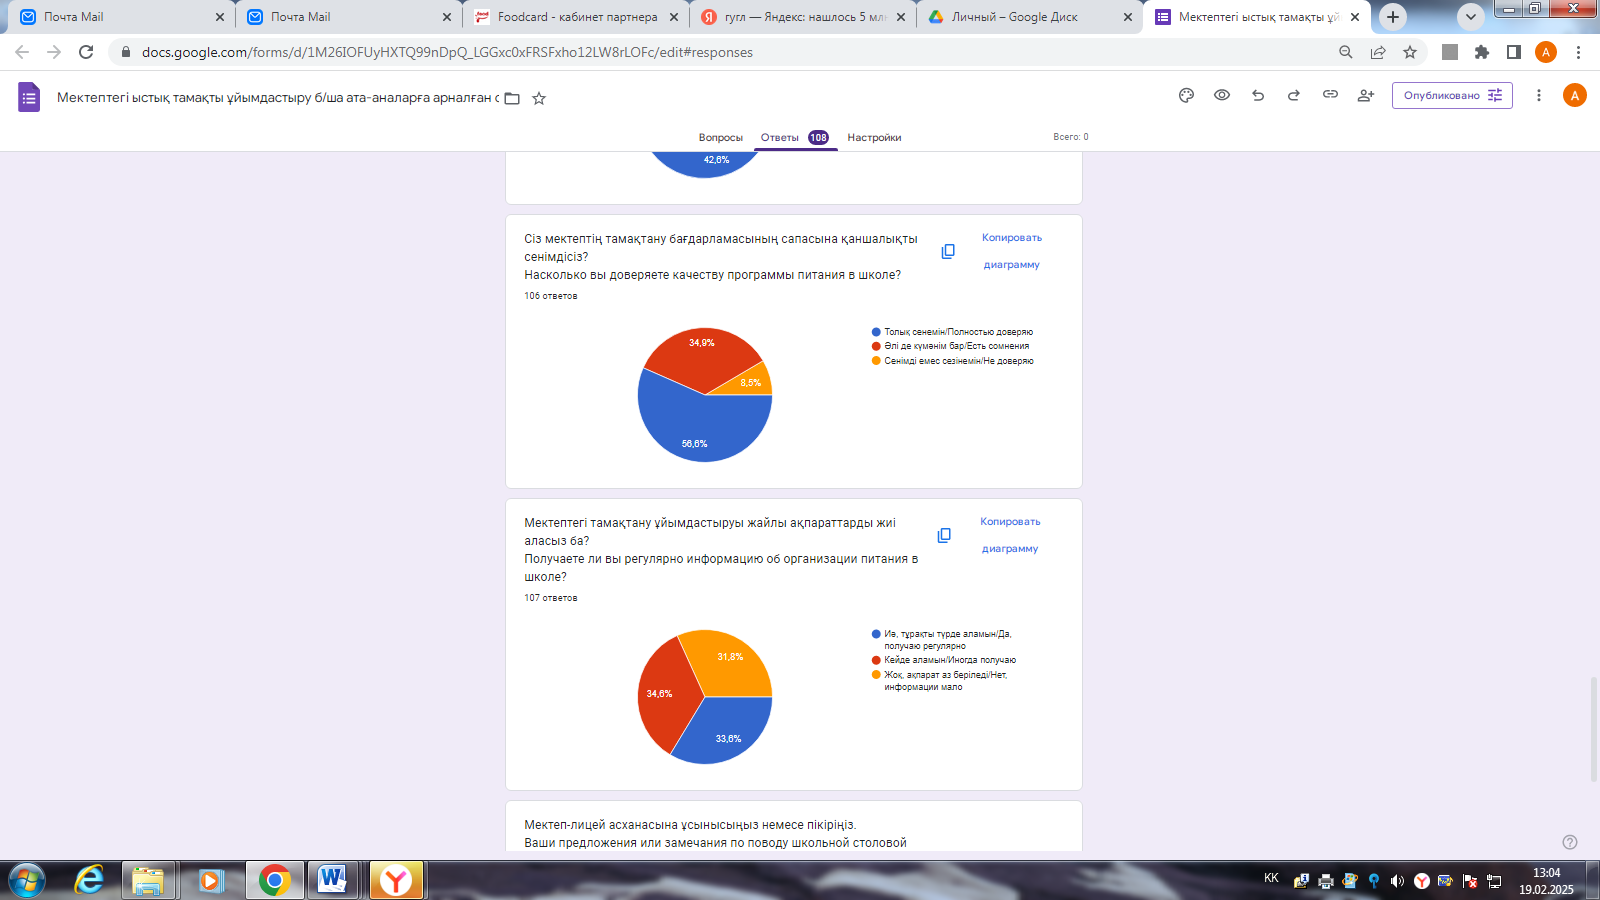 Почта Mail
Почта Mail
Foodcard - кабинет партнера
гугл — Яндекс: нашлось 5 мл
Личный – Google Диск
Мектептегі ыстық тамақты ұй
docs.google.com/forms/d/1M26IOFUyHXTQ99nDpQ_LGGxc0xFRSFxho12LW8rLOFc/edit#responses
A
Мектептегі ыстық тамақты ұйымдастыру б/ша ата-аналарға арналған с
Опубликовано
A
Вопросы
Ответы 108
Настройки
Всего: 0
42,6%
Сіз мектептің тамақтану бағдарламасының сапасына қаншалықты
сенімдісіз?
Насколько вы доверяете качеству программы питания в школе?
106 ответов
Копировать
диаграмму
34,9%
8,5%
56,6%
Толық сенемін/Полностью доверяю
Әлі де күмәнім бар/Есть сомнения
Сенімді емес сезінемін/Не доверяю
Мектептегі тамақтану ұйымдастыруы жайлы ақпараттарды жиі
аласыз ба?
Получаете ли вы регулярно информацию об организации питания в
школе?
107 ответов
Копировать
диаграмму
31,8%
34,6%
33,6%
Иә, тұрақты түрде аламын/Да,
получаю регулярно
Кейде аламын/Иногда получаю
Жоқ, ақпарат аз беріледі/Нет,
информации мало
Мектеп-лицей асханасына ұсынысыңыз немесе пікіріңіз.
Ваши предложения или замечания по поводу школьной столовой
KK
13:04
19.02.2025